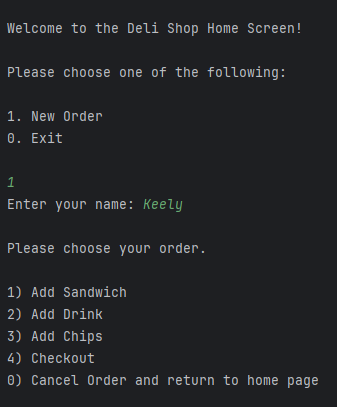 Welcome to the Deli Shop Home Screen!
Please choose one of the following:
1. New Order
0. Exit
1
Enter your name: Keely
Please choose your order.
1) Add Sandwich
2) Add Drink
3) Add Chips
4) Checkout
0) Cancel Order and return to home page